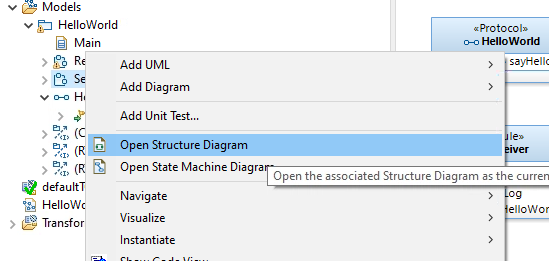 Models
HelloWorld
Main
Re
Se
He
(C
(R
(R
defaultT
HelloWo
Transfor
Add UML
Add Diagram
Add Unit Test...
Open Structure Diagram
Open State Machine Diagram
Open the associated Structure Diagram as the curren
Navigate
Visualize
Instantiate
Show Code View
«Protocol»
HelloWorld
sayHello
ule»
eiver
Log
HelloWorld